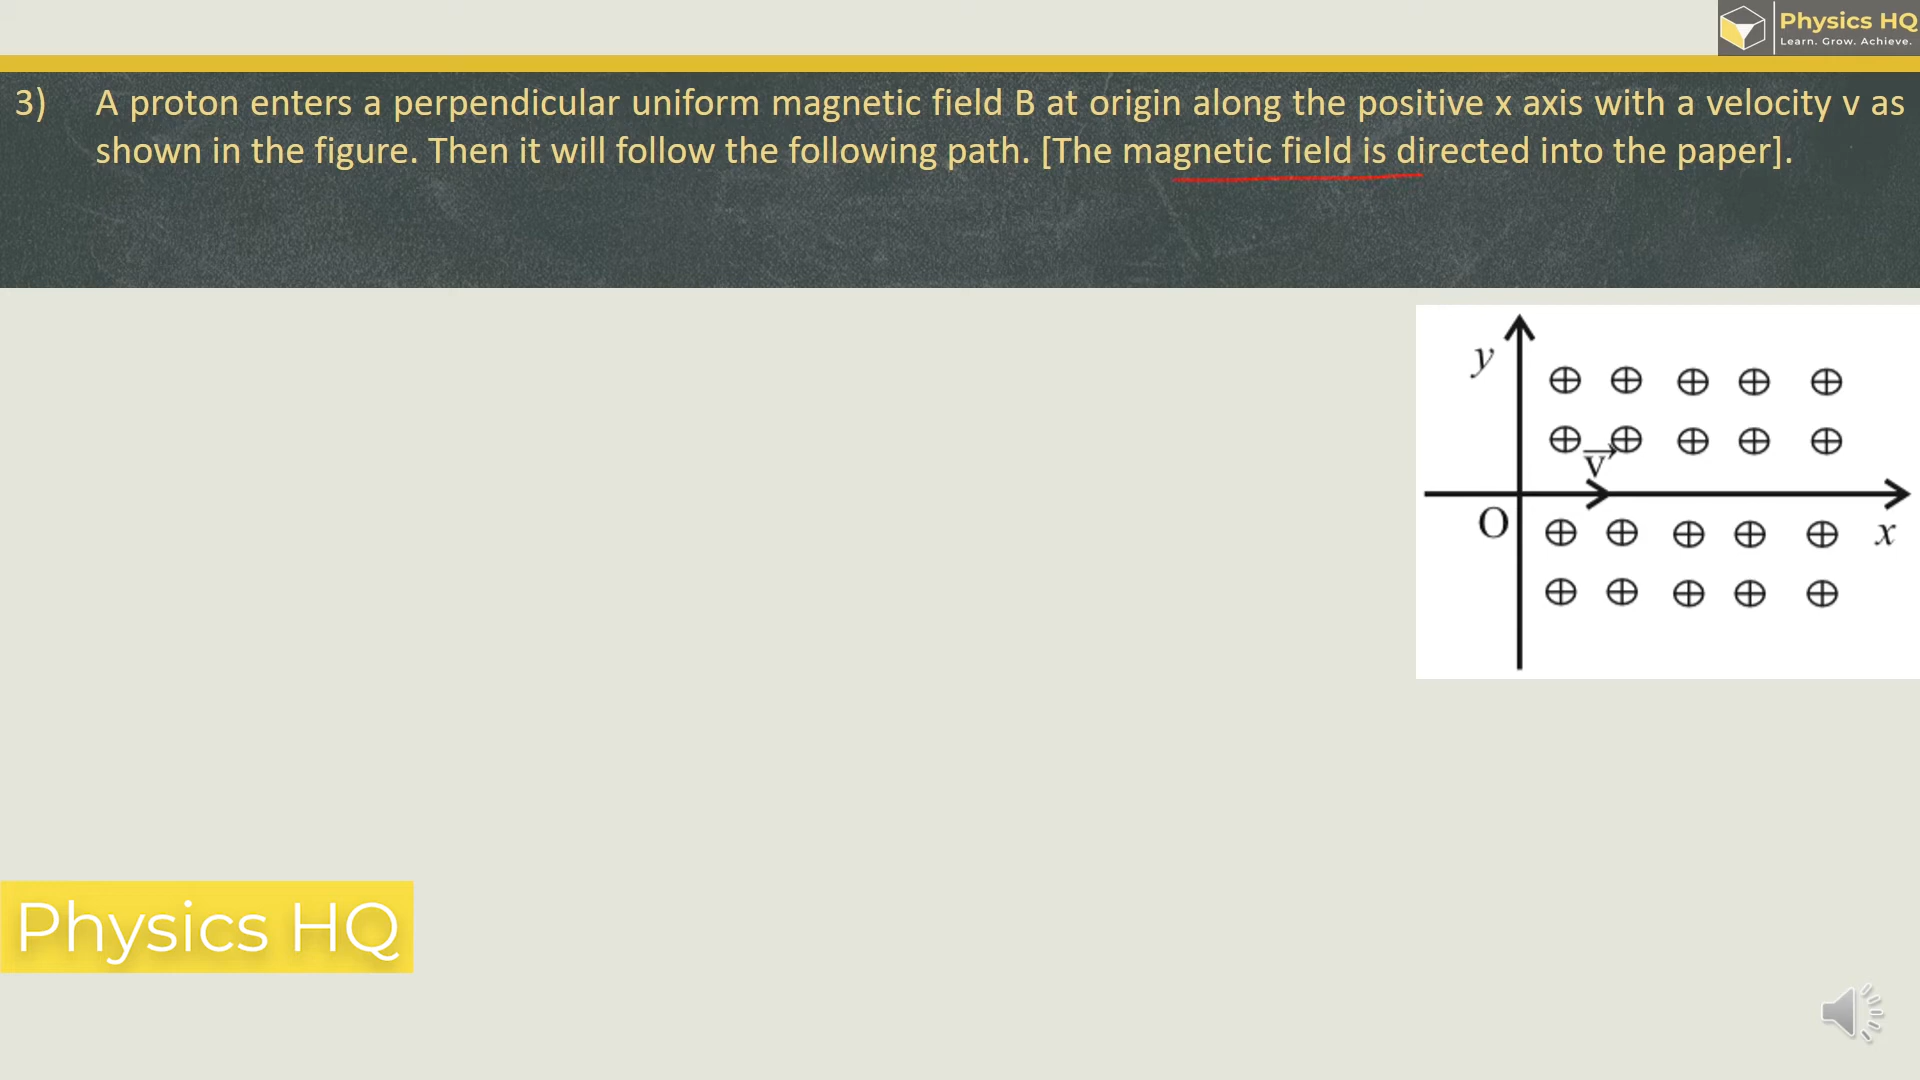 Physics HQ
Learn. Grow. Achieve.
3) A proton enters a perpendicular uniform magnetic field B at origin along the positive x axis with a velocity v as
shown in the figure. Then it will follow the following path. [The magnetic field is directed into the paper].
y
v
O
x
Physics HQ